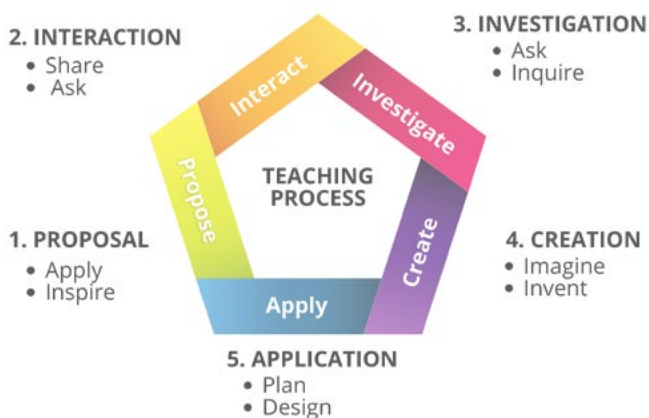 2. INTERACTION
• Share
• Ask
3. INVESTIGATION
• Ask
• Inquire
Interact
Investigate
Propose
TEACHING
PROCESS
Create
Apply
1. PROPOSAL
• Apply
• Inspire
4. CREATION
• Imagine
• Invent
5. APPLICATION
• Plan
• Design